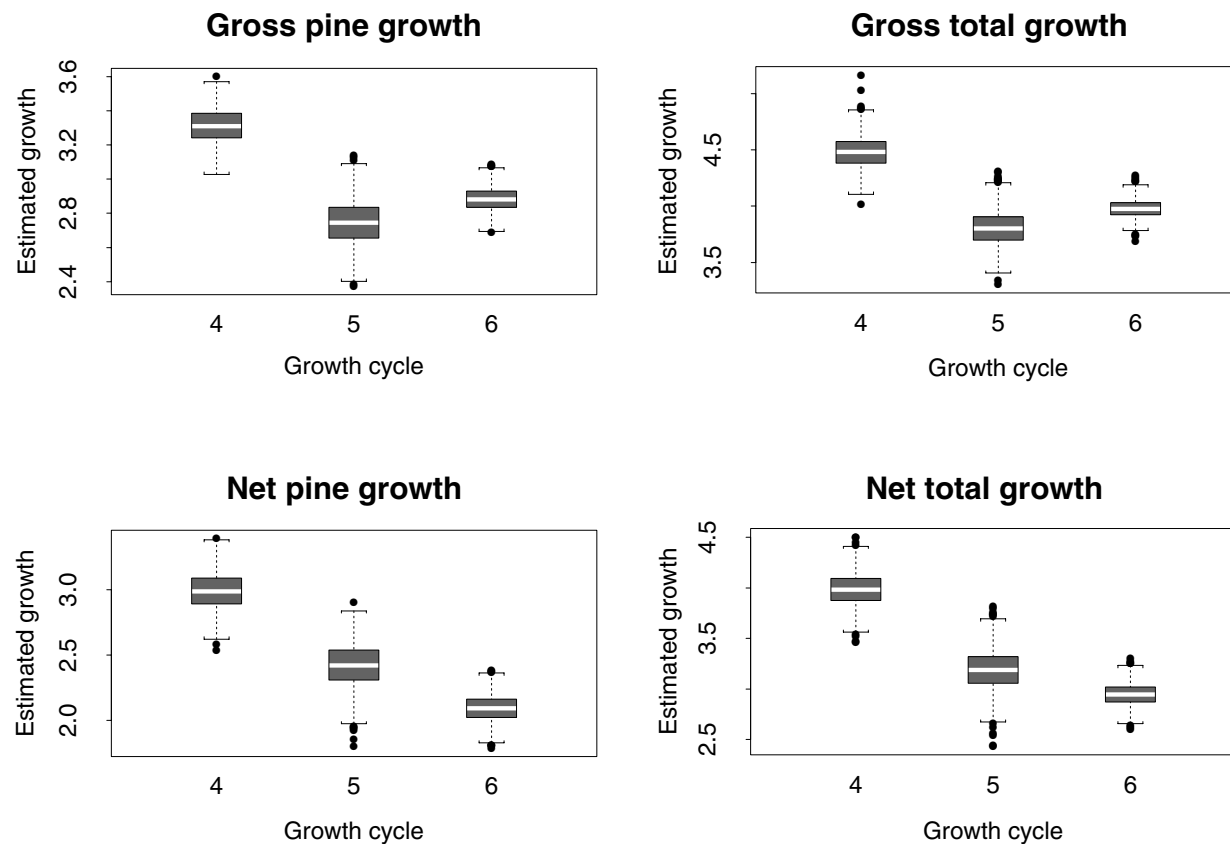 Gross pine growth
Estimated growth
3.6
3.2
2.8
2.4
4 5 6
Growth cycle
Gross total growth
Estimated growth
4.5
3.5
4 5 6
Growth cycle
Net pine growth
Estimated growth
3.0
2.5
2.0
4 5 6
Growth cycle
Net total growth
Estimated growth
4.5
3.5
2.5
4 5 6
Growth cycle